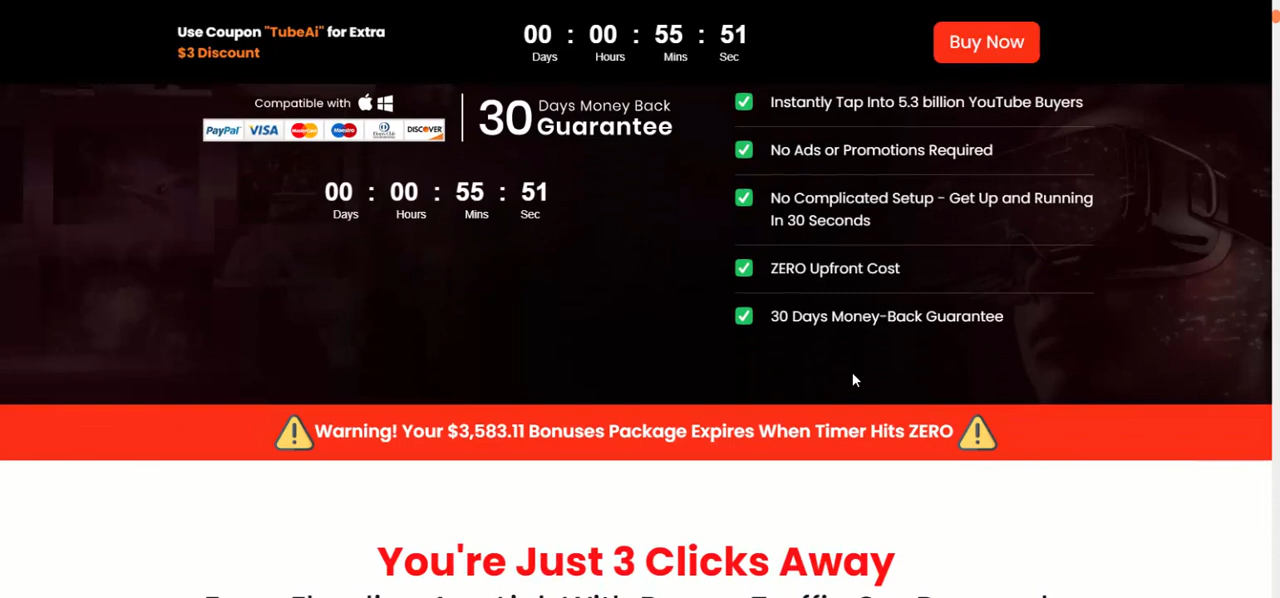 Use Coupon "TubeAi" for Extra
$3 Discount
00 : 00 : 55 : 51
Days Hours Mins Sec
Buy Now
Compatible with
PayPal VISA MasterCard Maestro Diners Club DISCOVER
30 Days Money Back
Guarantee
00 : 00 : 55 : 51
Days Hours Mins Sec
Instantly Tap Into 5.3 billion YouTube Buyers
No Ads or Promotions Required
No Complicated Setup - Get Up and Running
In 30 Seconds
ZERO Upfront Cost
30 Days Money-Back Guarantee
Warning! Your $3,583.11 Bonuses Package Expires When Timer Hits ZERO
You're Just 3 Clicks Away